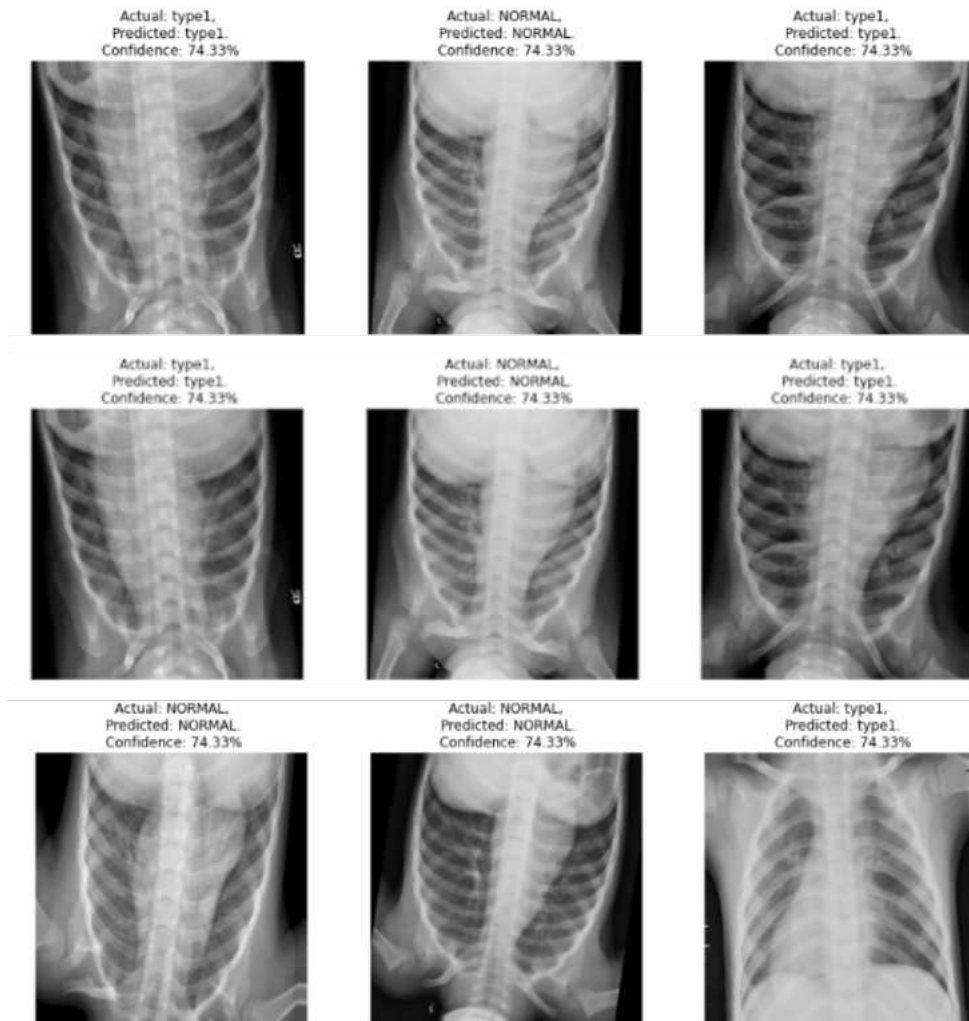 Actual: type1,
Predicted: type1.
Confidence: 74.33%
Actual: NORMAL,
Predicted: NORMAL.
Confidence: 74.33%
Actual: type1,
Predicted: type1.
Confidence: 74.33%
Actual: type1,
Predicted: type1.
Confidence: 74.33%
Actual: NORMAL,
Predicted: NORMAL.
Confidence: 74.33%
Actual: type1,
Predicted: type1.
Confidence: 74.33%
Actual: NORMAL,
Predicted: NORMAL.
Confidence: 74.33%
Actual: NORMAL,
Predicted: NORMAL.
Confidence: 74.33%
Actual: type1,
Predicted: type1.
Confidence: 74.33%